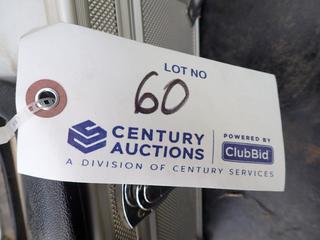 LOT NO
60
CENTURY
AUCTIONS
POWERED BY
ClubBid
A DIVISION OF CENTURY SERVICES